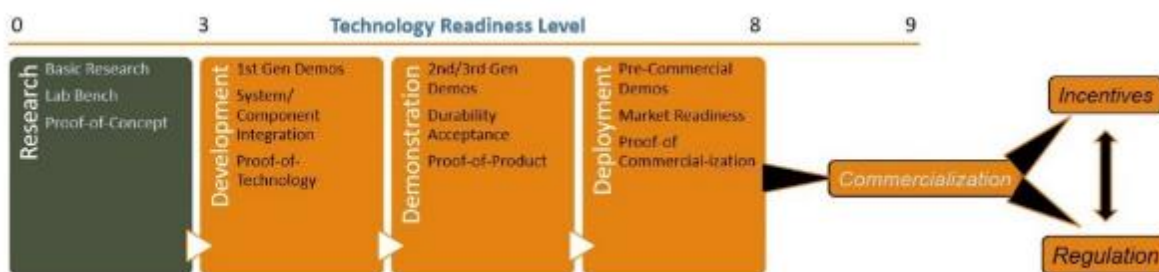 0 3 Technology Readiness Level 8 9
Research
Basic Research
Lab Bench
Proof-of-Concept
Development
1st Gen Demos
System/
Component
Integration
Proof-of-
Technology
Demonstration
2nd/3rd Gen
Demos
Durability
Acceptance
Proof-of-Product
Deployment
Pre-Commercial
Demos
Market Readiness
Proof of
Commercial-ization
Commercialization
Incentives
Regulation